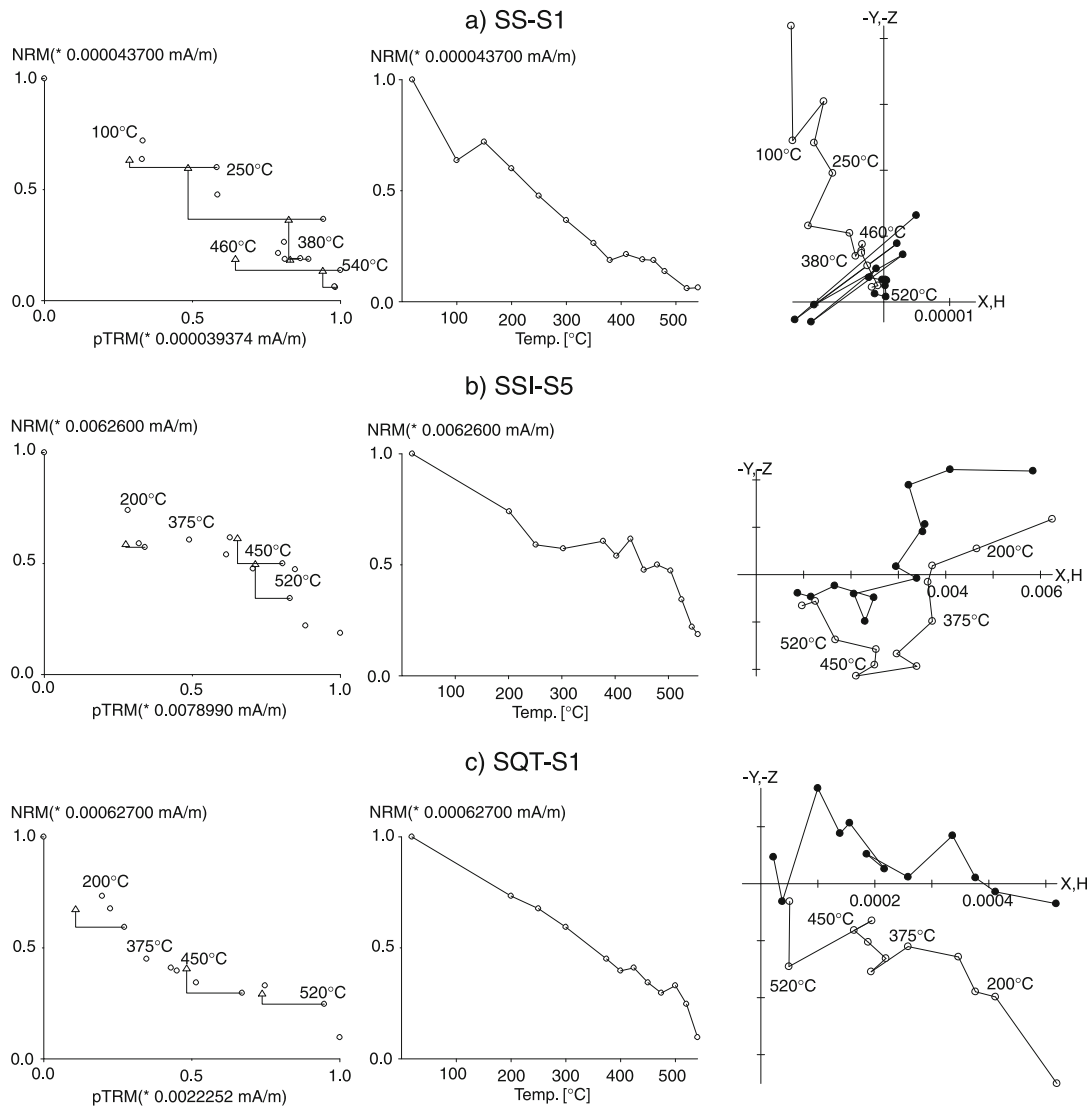 a) SS-S1
NRM(* 0.000043700 mA/m)
1.0
0.5
0.0
0.0
0.5
1.0
100°C
250°C
460°C
380°C
540°C
pTRM(* 0.000039374 mA/m)
NRM(* 0.000043700 mA/m)
1.0
0.5
0.0
100 200 300 400 500
Temp. [°C]
-Y,-Z
100°C
250°C
460°C
380°C
520°C
X,H
0.00001
b) SSI-S5
NRM(* 0.0062600 mA/m)
1.0
0.5
0.0
0.0
0.5
1.0
200°C
375°C
450°C
520°C
pTRM(* 0.0078990 mA/m)
NRM(* 0.0062600 mA/m)
1.0
0.5
0.0
100 200 300 400 500
Temp. [°C]
-Y,-Z
200°C
X,H
0.004
0.006
375°C
520°C
450°C
c) SQT-S1
NRM(* 0.00062700 mA/m)
1.0
0.5
0.0
0.0
0.5
1.0
200°C
375°C
450°C
520°C
pTRM(* 0.0022252 mA/m)
NRM(* 0.00062700 mA/m)
1.0
0.5
0.0
100 200 300 400 500
Temp. [°C]
-Y,-Z
X,H
0.0002
0.0004
450°C
375°C
520°C
200°C